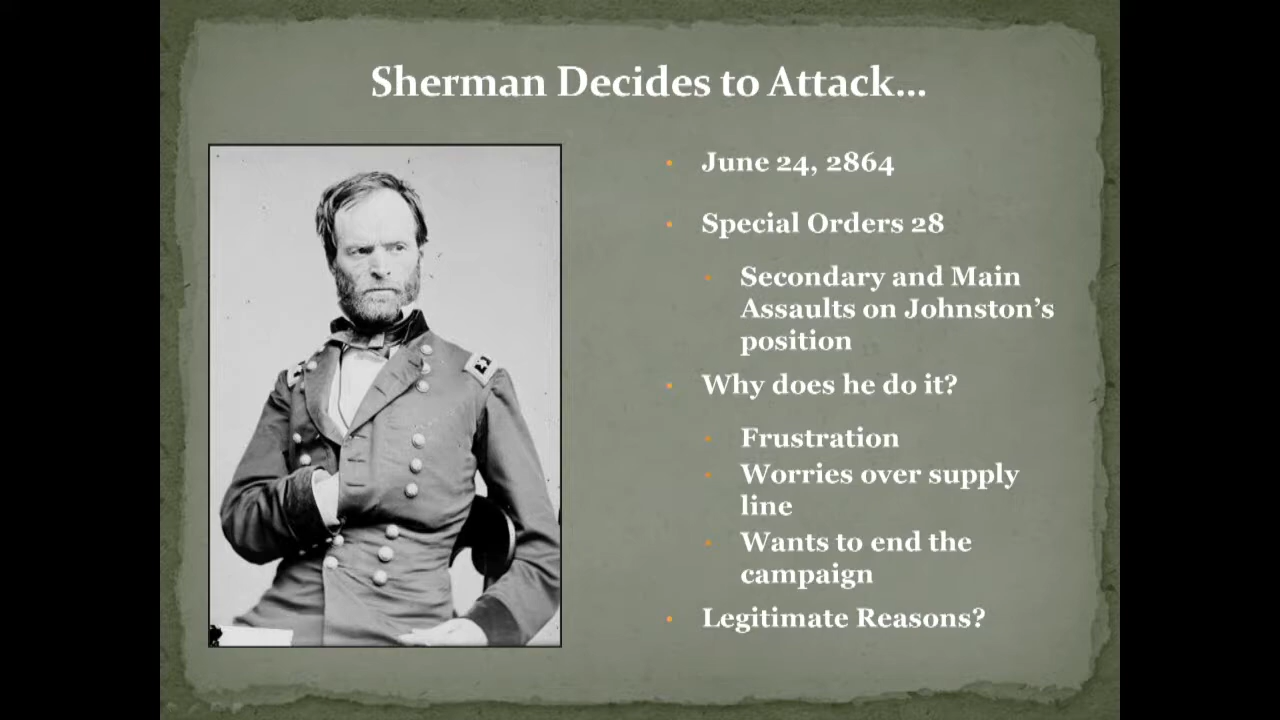 Sherman Decides to Attack...
June 24, 2864
Special Orders 28
Secondary and Main
Assaults on Johnston's
position
Why does he do it?
Frustration
Worries over supply
line
Wants to end the
campaign
Legitimate Reasons?